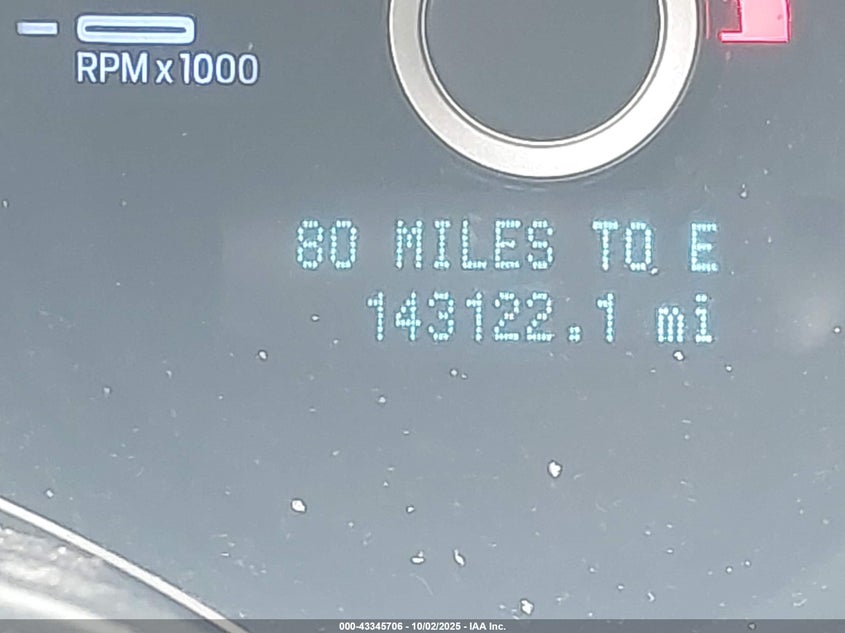 RPM x 1000
80 MILES TO E
143122.1 mi
000-43345706 - 10/02/2025 - IAA Inc.